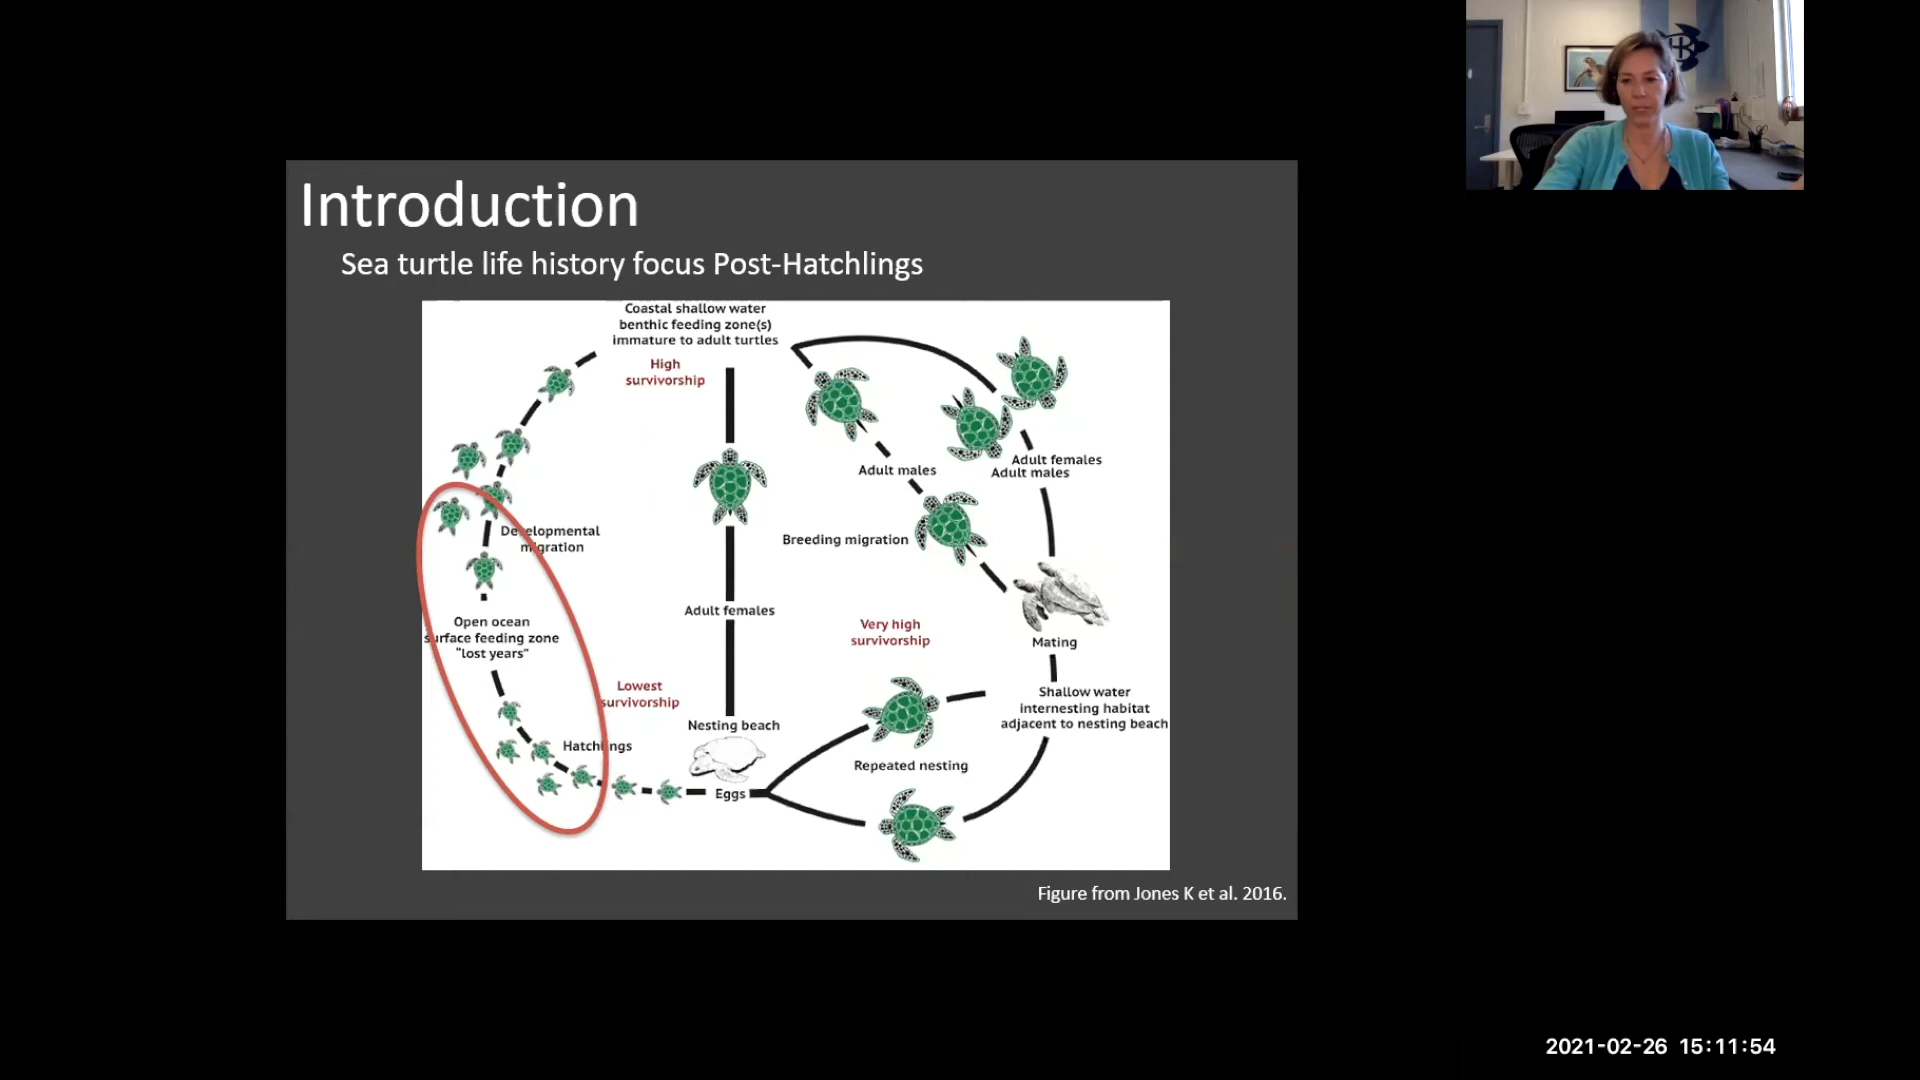 Introduction
Sea turtle life history focus Post-Hatchlings
Coastal shallow water
benthic feeding zone(s)
immature to adult turtles
High
survivorship
Adult females
Adult males
Adult males
Developmental
migration
Breeding migration
Open ocean
surface feeding zone
"lost years"
Adult females
Very high
survivorship
Mating
Lowest
survivorship
Shallow water
internesting habitat
adjacent to nesting beach
Nesting beach
Hatchlings
Repeated nesting
Eggs
Figure from Jones K et al. 2016.
2021-02-26 15:11:54